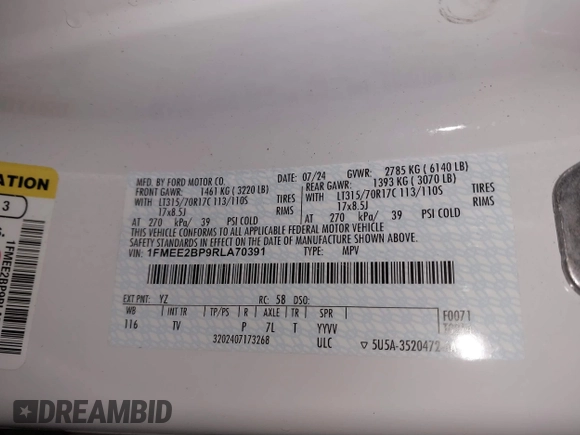 MFD. BY FORD MOTOR CO. 07/24 GVWR: 2785 KG ( 6140 LB)
FRONT GAWR: 1461 KG ( 3220 LB) REAR GAWR: 1393 KG ( 3070 LB)
WITH LT315/70R17C 113/110S TIRES WITH LT315/70R17C 113/110S TIRES
17x8.5J RIMS 17x8.5J RIMS
AT 270 kPa/ 39 PSI COLD AT 270 kPa/ 39 PSI COLD
THIS VEHICLE CONFORMS TO ALL APPLICABLE FEDERAL MOTOR VEHICLE
SAFETY STANDARDS IN EFFECT ON THE DATE OF MANUFACTURE SHOWN ABOVE.
VIN: 1FMEE2BP9RLA70391 TYPE: MPV
EXT PNT: YZ RC: 58 DSO:
WB INT TR TP/PS R AXLE TR SPR F0071
116 TV P 7L T YYVV
3202407173268 ULC ▽ 5U5A-3520472
ATION
3
DREAMBID